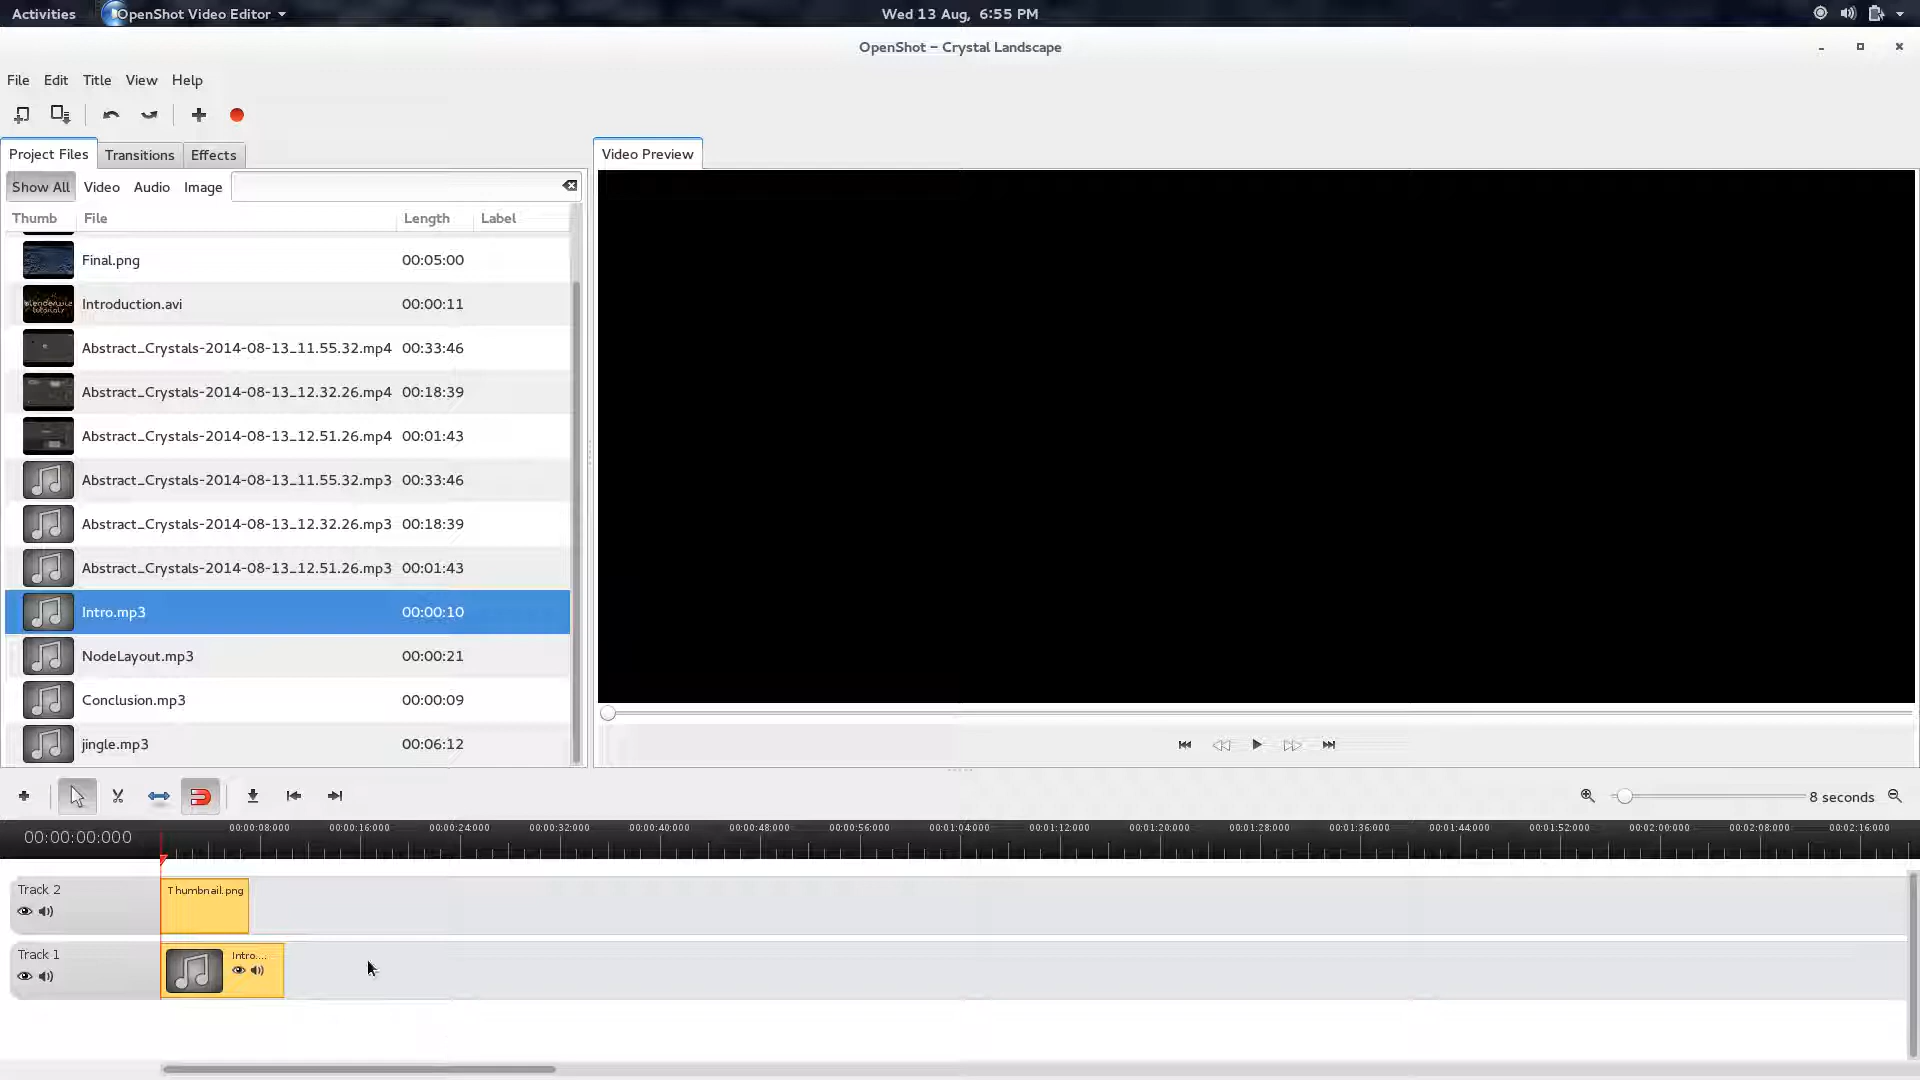 Activities OpenShot Video Editor Wed 13 Aug, 6:55 PM
OpenShot – Crystal Landscape
File Edit Title View Help
Project Files Transitions Effects Video Preview
Show All Video Audio Image
Thumb File Length Label
Final.png 00:05:00
Introduction.avi 00:00:11
Abstract_Crystals-2014-08-13_11.55.32.mp4 00:33:46
Abstract_Crystals-2014-08-13_12.32.26.mp4 00:18:39
Abstract_Crystals-2014-08-13_12.51.26.mp4 00:01:43
Abstract_Crystals-2014-08-13_11.55.32.mp3 00:33:46
Abstract_Crystals-2014-08-13_12.32.26.mp3 00:18:39
Abstract_Crystals-2014-08-13_12.51.26.mp3 00:01:43
Intro.mp3 00:00:10
NodeLayout.mp3 00:00:21
Conclusion.mp3 00:00:09
jingle.mp3 00:06:12
8 seconds
00:00:00:000 00:00:08:000 00:00:16:000 00:00:24:000 00:00:32:000 00:00:40:000 00:00:48:000 00:00:56:000 00:01:04:000 00:01:12:000 00:01:20:000 00:01:28:000 00:01:36:000 00:01:44:000 00:01:52:000 00:02:00:000 00:02:08:000 00:02:16:000
Track 2 Thumbnail.png
Track 1 Intro....